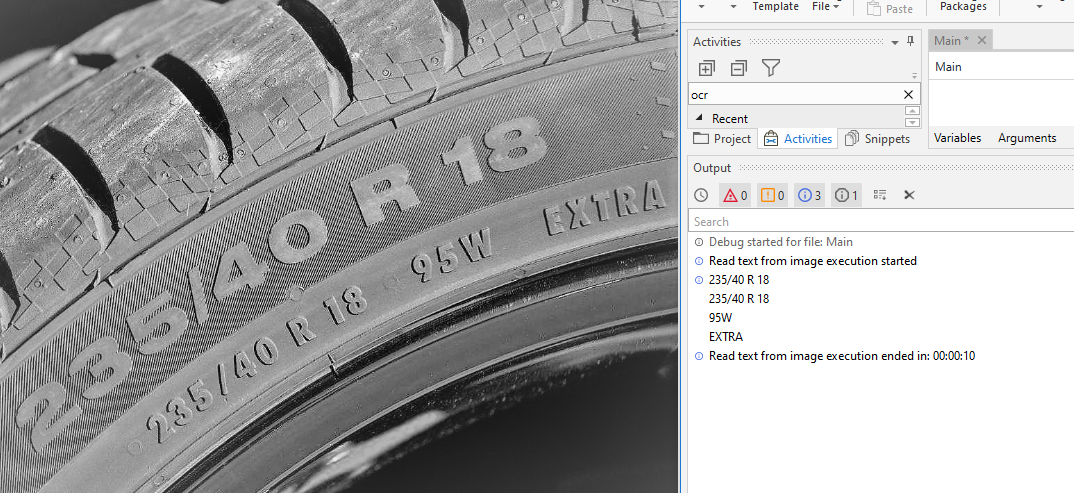 235/40 R 18
235/40 R 18
95W
EXTRA
Template
File
Paste
Packages
Activities
ocr
Recent
Project
Activities
Snippets
Main *
Main
Variables
Arguments
Output
0
0
3
1
Search
Debug started for file: Main
Read text from image execution started
235/40 R 18
235/40 R 18
95W
EXTRA
Read text from image execution ended in: 00:00:10